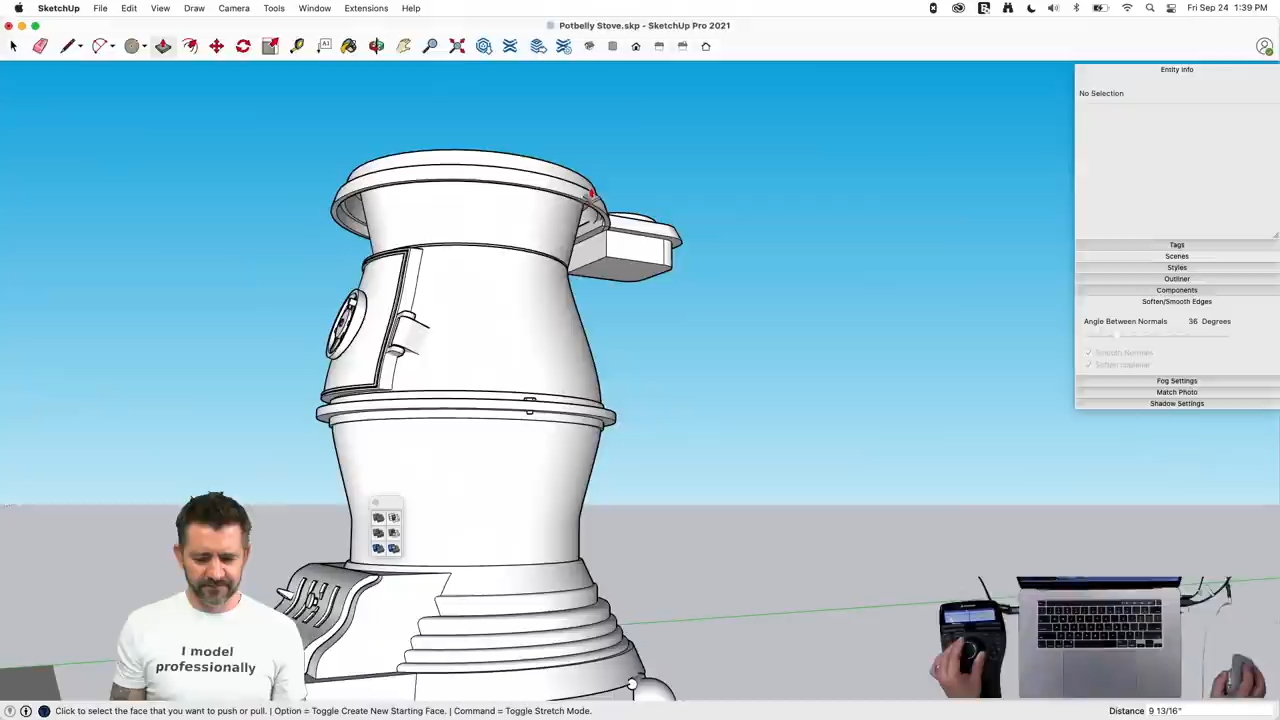 SketchUp File Edit View Draw Camera Tools Window Extensions Help
Fri Sep 24 1:39 PM
Potbelly Stove.skp - SketchUp Pro 2021
Entity Info
No Selection
Tags
Scenes
Styles
Outliner
Components
Soften/Smooth Edges
Angle Between Normals 36 Degrees
Smooth Normals
Soften coplanar
Fog Settings
Match Photo
Shadow Settings
I model
professionally
Click to select the face that you want to push or pull. | Option = Toggle Create New Starting Face. | Command = Toggle Stretch Mode.
Distance 9 13/16"